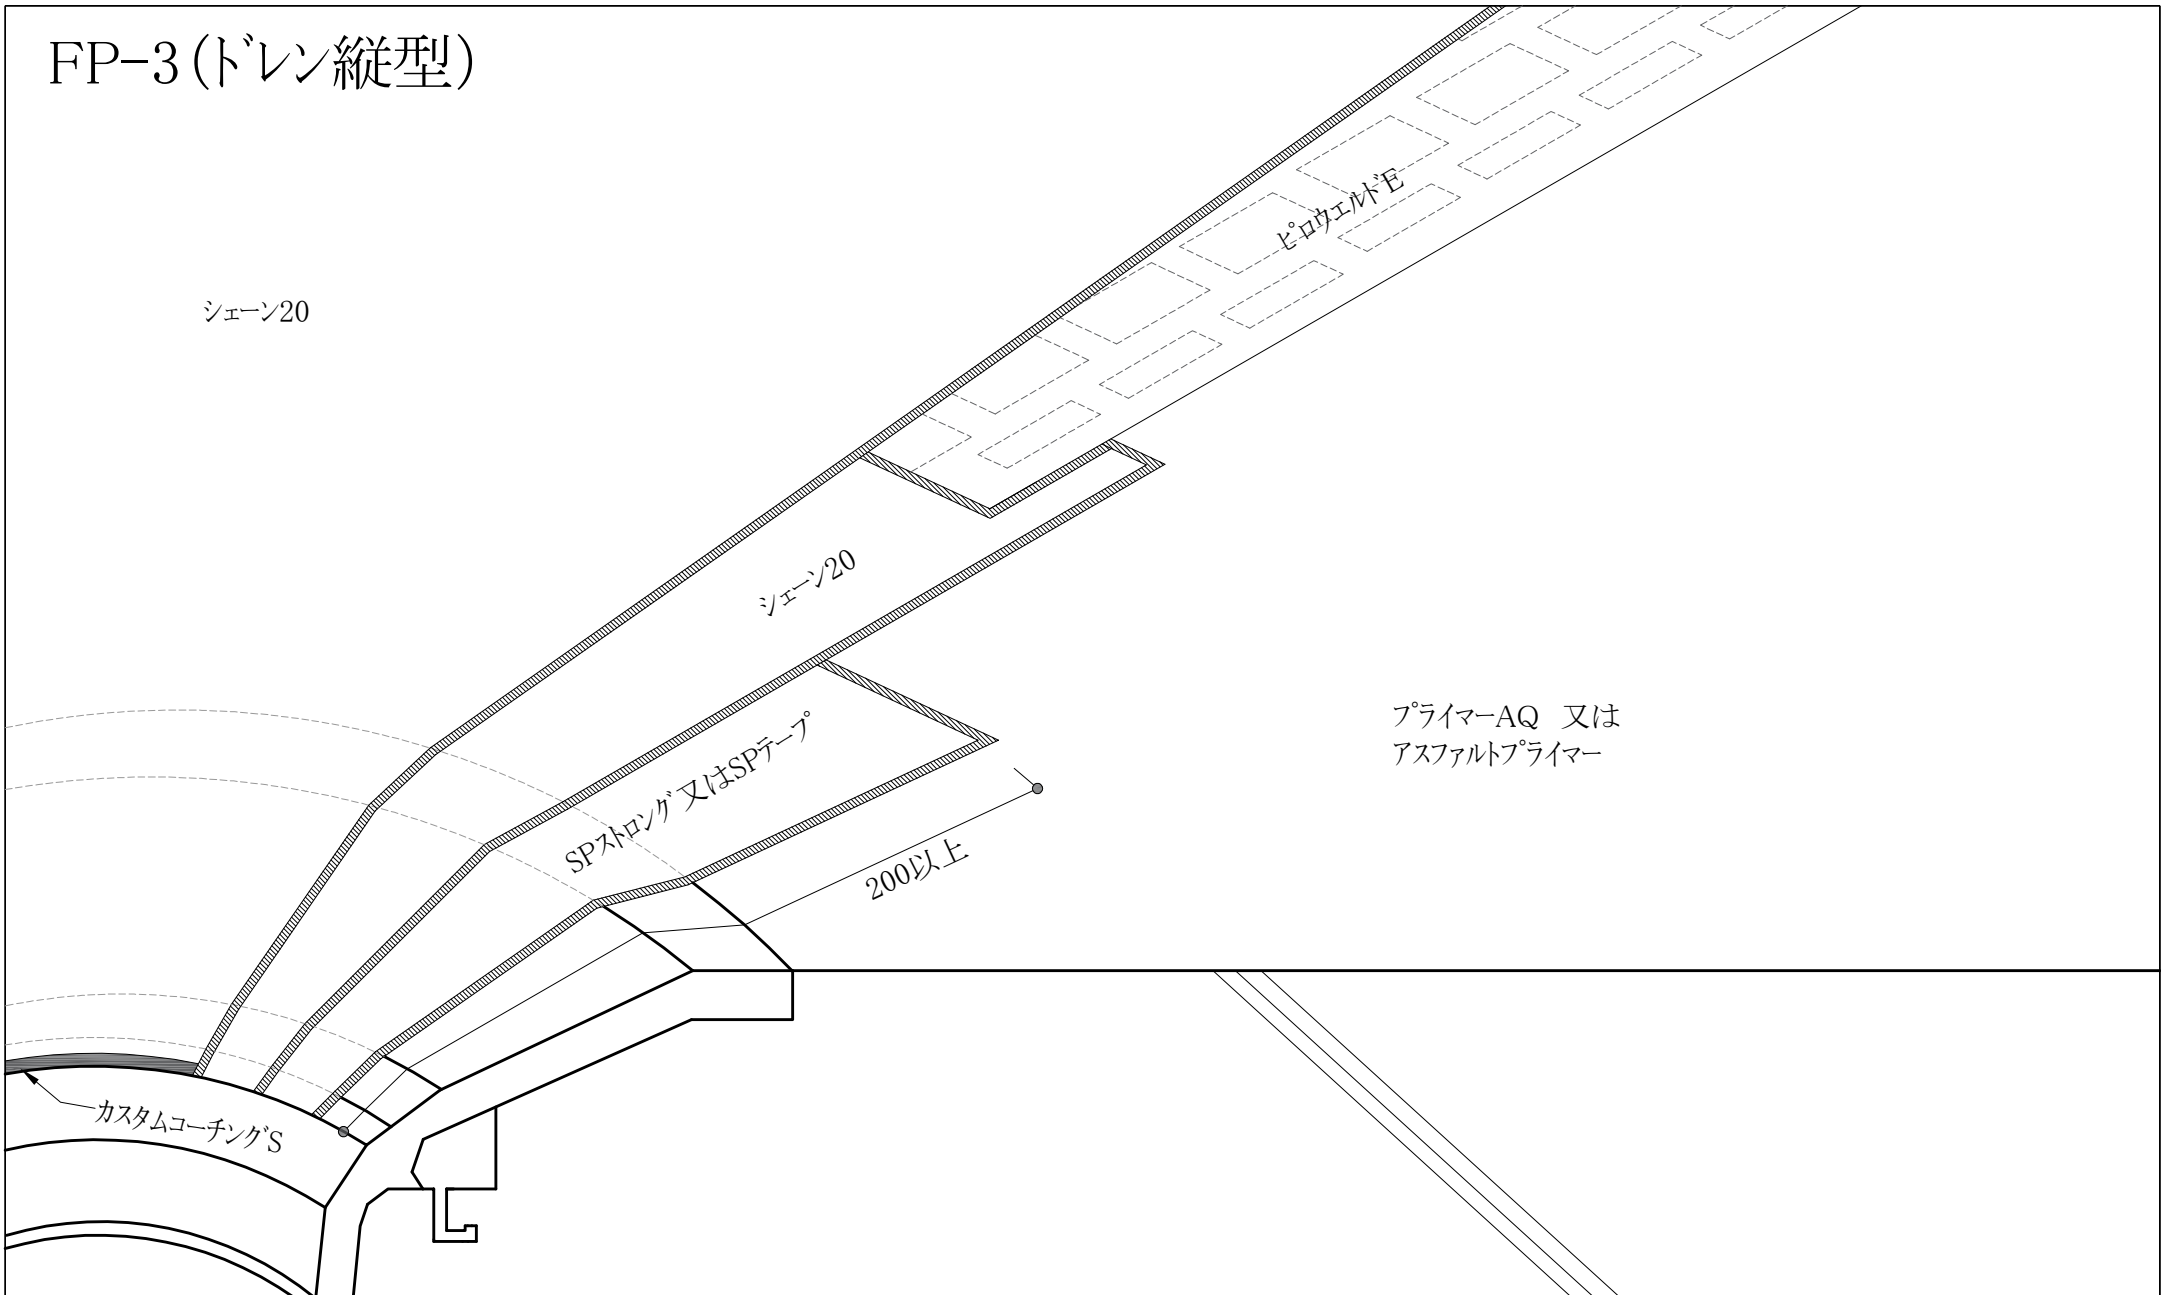 FP-3(ドレン縦型)
ピロウェルドE
シェーン20
シェーン20
プライマーAQ 又は
アスファルトプライマー
SPストロング 又はSPテープ
200以上
カスタムコーチングS